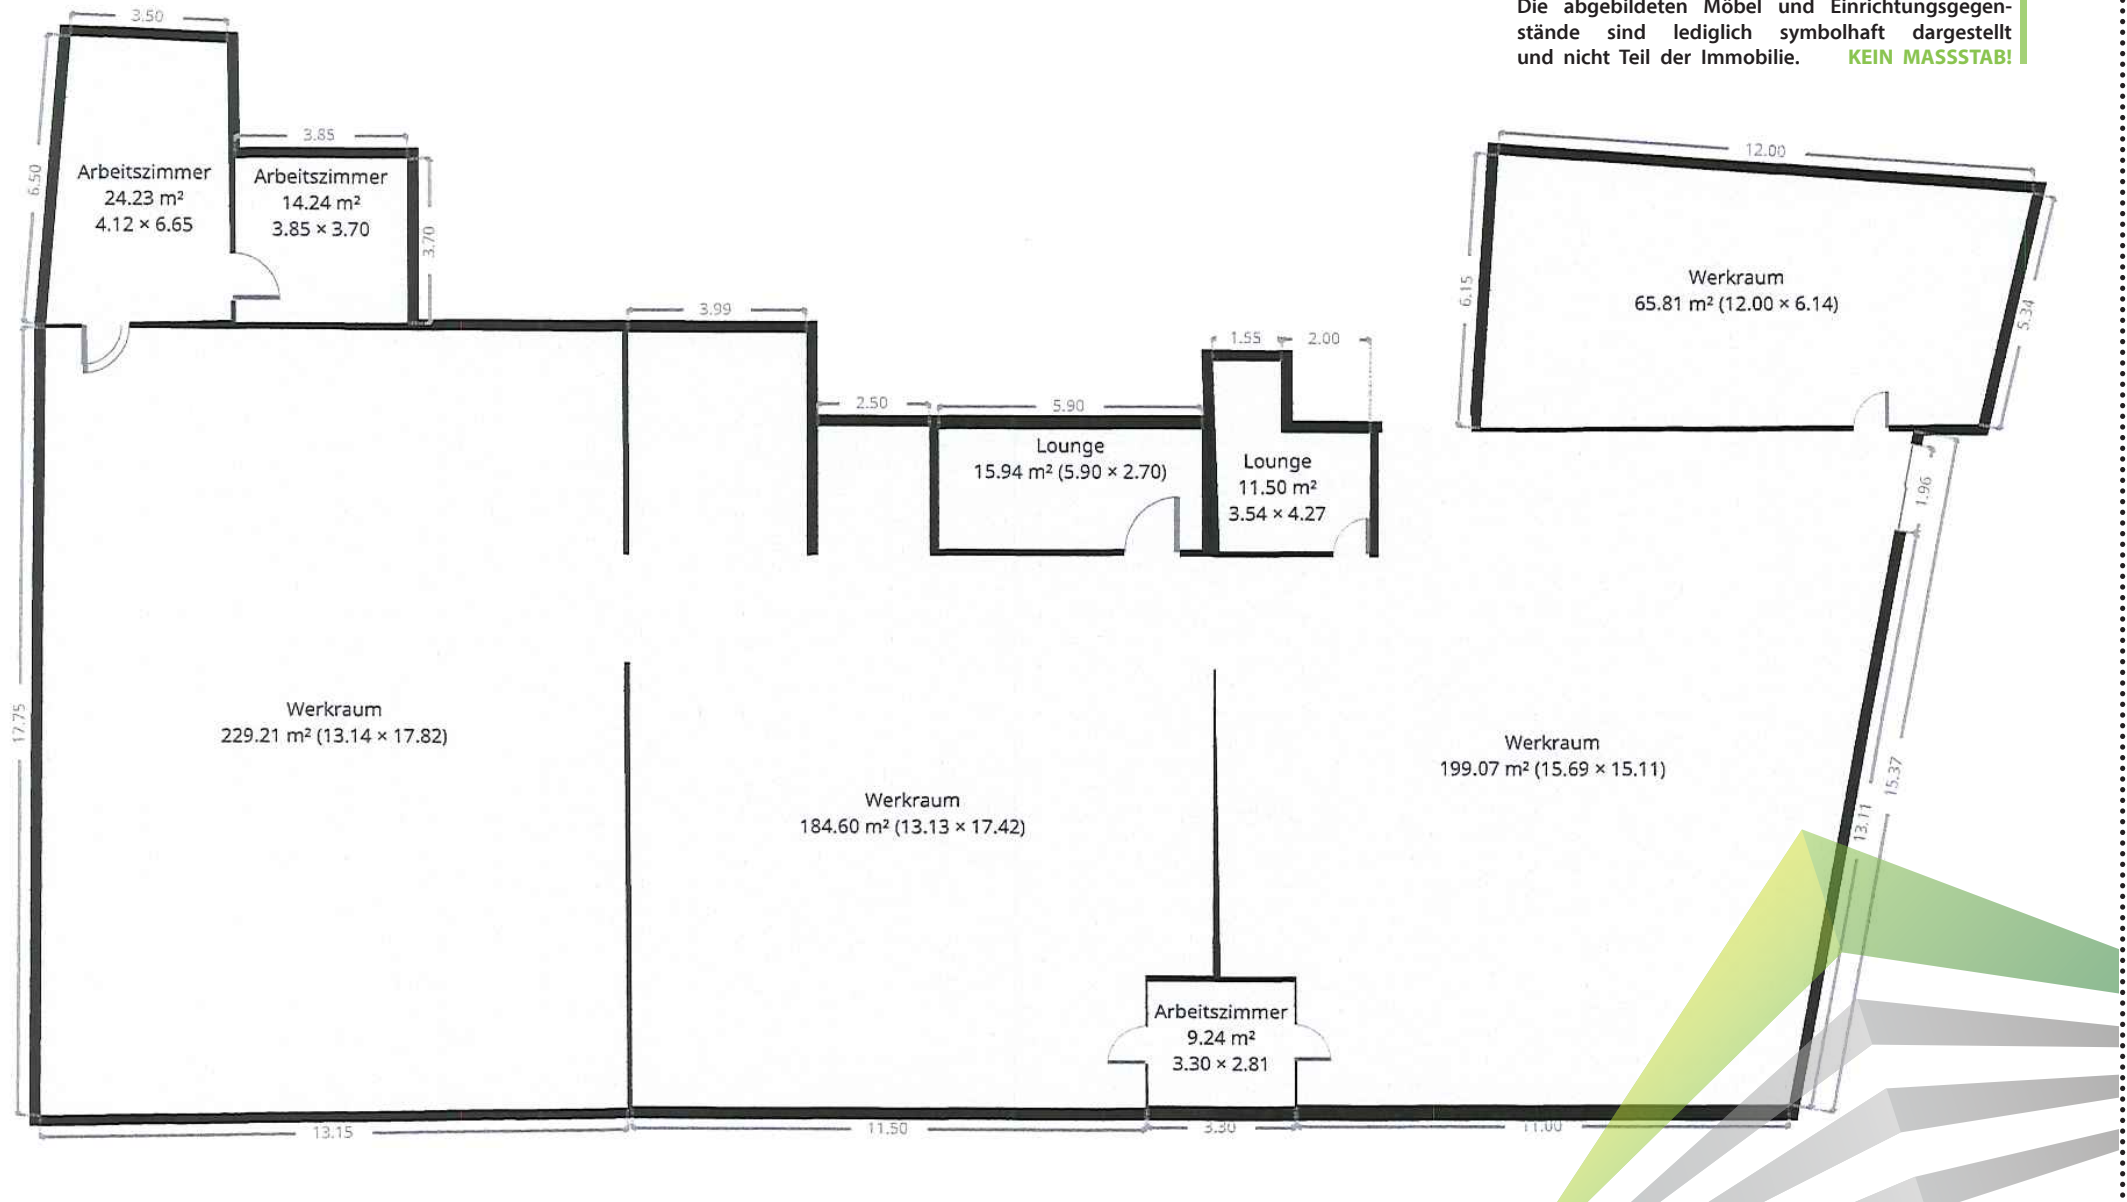 Die abgebildeten Möbel und Einrichtungsgegen-
stände sind lediglich symbolhaft dargestellt
und nicht Teil der Immobilie. KEIN MASSSTAB!
3.50
6.50
Arbeitszimmer
24.23 m²
4.12 × 6.65
3.85
Arbeitszimmer
14.24 m²
3.85 × 3.70
3.70
3.99
2.50
5.90
Lounge
15.94 m² (5.90 × 2.70)
1.55
2.00
Lounge
11.50 m²
3.54 × 4.27
12.00
6.15
Werkraum
65.81 m² (12.00 × 6.14)
5.34
1.96
17.75
Werkraum
229.21 m² (13.14 × 17.82)
Werkraum
184.60 m² (13.13 × 17.42)
Werkraum
199.07 m² (15.69 × 15.11)
13.11
15.37
Arbeitszimmer
9.24 m²
3.30 × 2.81
13.15
11.50
3.30
11.00